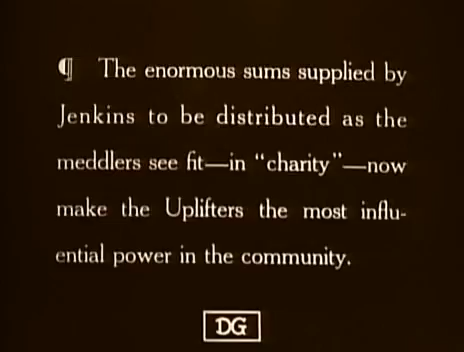 ¶ The enormous sums supplied by
Jenkins to be distributed as the
meddlers see fit—in “charity”—now
make the Uplifters the most influ-
ential power in the community.
DG